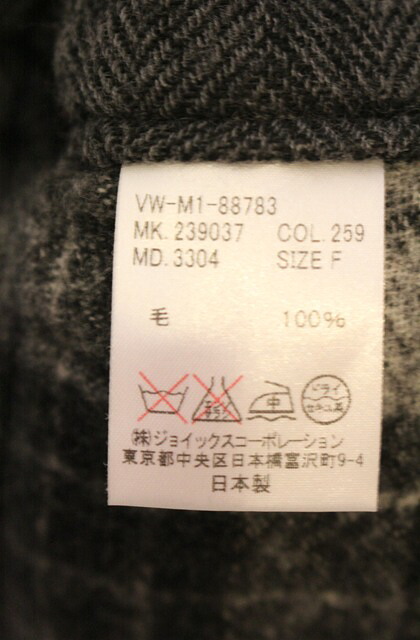 VW-M1-88783
MK.239037 COL.259
MD.3304 SIZE F
毛 100%
中 ドライ セキユ系
(株)ジョイックスコーポレーション
東京都中央区日本橋富沢町9-4
日本製